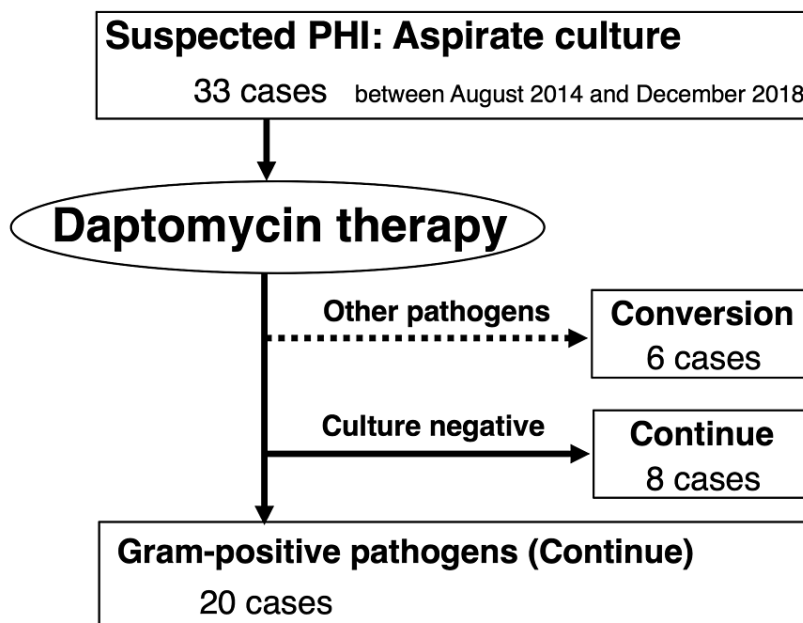 Suspected PHI: Aspirate culture
33 cases between August 2014 and December 2018
Daptomycin therapy
Other pathogens
Conversion
6 cases
Culture negative
Continue
8 cases
Gram-positive pathogens (Continue)
20 cases